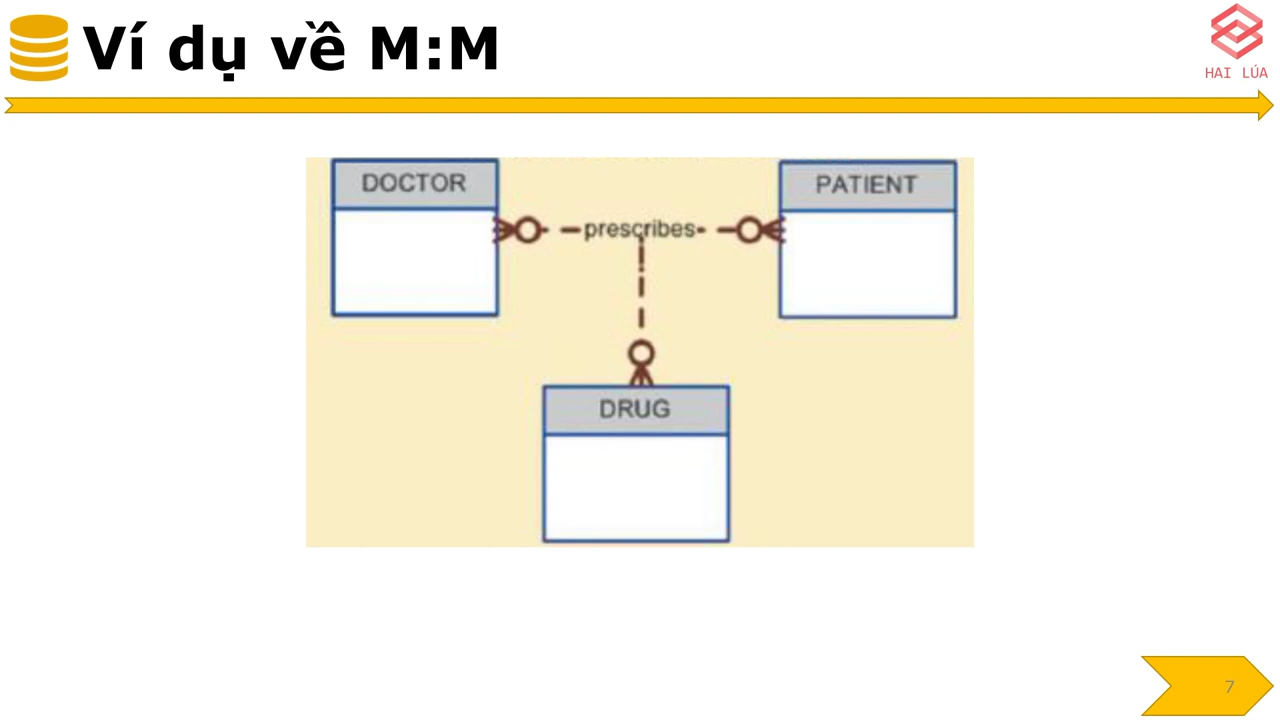 Ví dụ về M:M
HAI LÚA
DOCTOR
PATIENT
prescribes
DRUG
7